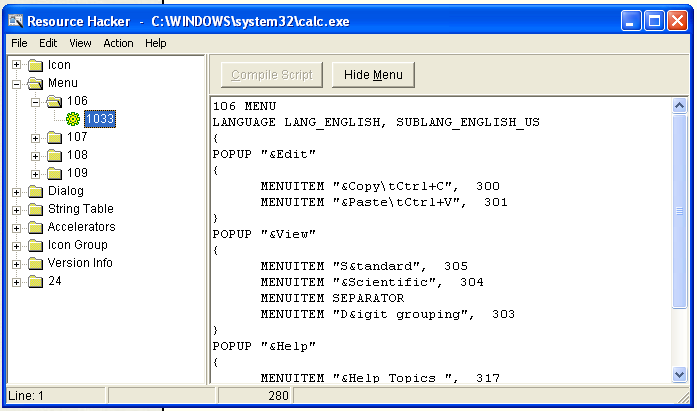 Resource Hacker - C:\WINDOWS\system32\calc.exe
File Edit View Action Help
Icon
Menu
106
1033
107
108
109
Dialog
String Table
Accelerators
Icon Group
Version Info
24
Compile Script Hide Menu
106 MENU
LANGUAGE LANG_ENGLISH, SUBLANG_ENGLISH_US
{
POPUP "&Edit"
{
MENUITEM "&Copy\tCtrl+C", 300
MENUITEM "&Paste\tCtrl+V", 301
}
POPUP "&View"
{
MENUITEM "S&tandard", 305
MENUITEM "&Scientific", 304
MENUITEM SEPARATOR
MENUITEM "D&igit grouping", 303
}
POPUP "&Help"
{
MENUITEM "&Help Topics ", 317
Line: 1 280